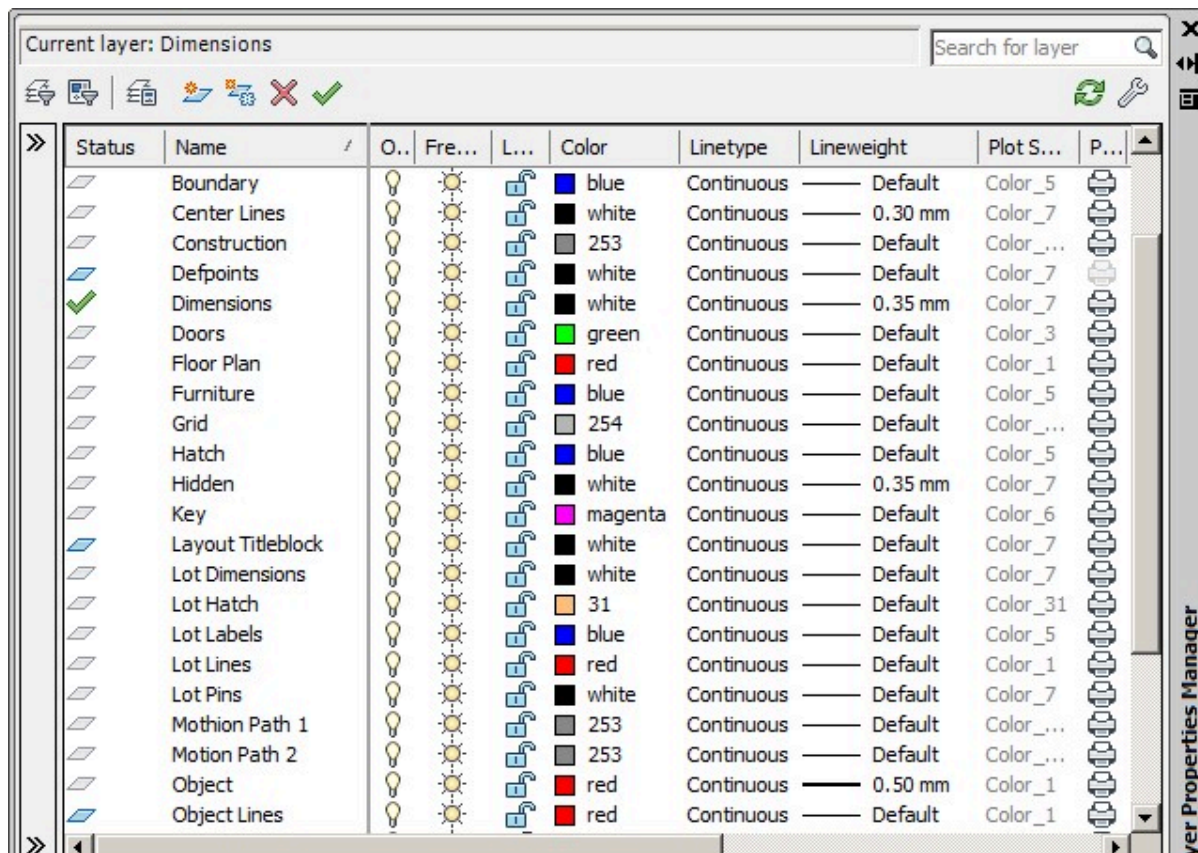 Current layer: Dimensions
Search for layer
Status Name O.. Fre... L... Color Linetype Lineweight Plot S... P...
Boundary blue Continuous Default Color_5
Center Lines white Continuous 0.30 mm Color_7
Construction 253 Continuous Default Color_...
Defpoints white Continuous Default Color_7
Dimensions white Continuous 0.35 mm Color_7
Doors green Continuous Default Color_3
Floor Plan red Continuous Default Color_1
Furniture blue Continuous Default Color_5
Grid 254 Continuous Default Color_...
Hatch blue Continuous Default Color_5
Hidden white Continuous 0.35 mm Color_7
Key magenta Continuous Default Color_6
Layout Titleblock white Continuous Default Color_7
Lot Dimensions white Continuous Default Color_7
Lot Hatch 31 Continuous Default Color_31
Lot Labels blue Continuous Default Color_5
Lot Lines red Continuous Default Color_1
Lot Pins white Continuous Default Color_7
Mothion Path 1 253 Continuous Default Color_...
Motion Path 2 253 Continuous Default Color_...
Object red Continuous 0.50 mm Color_1
Object Lines red Continuous Default Color_1
Properties Manager